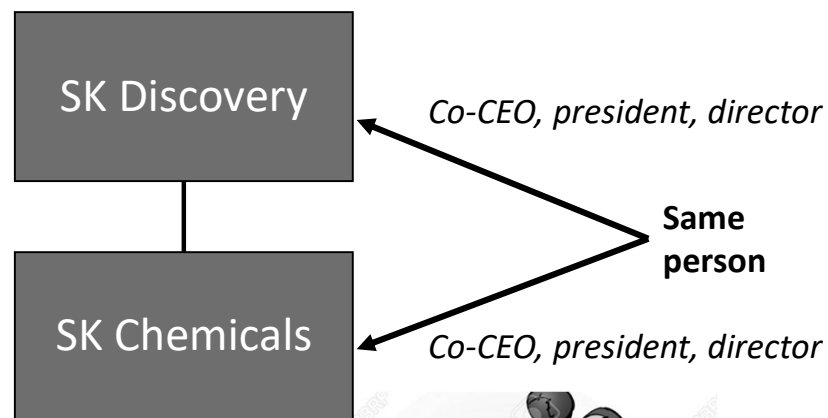 SK Discovery
Co-CEO, president, director
Same
person
SK Chemicals
Co-CEO, president, director